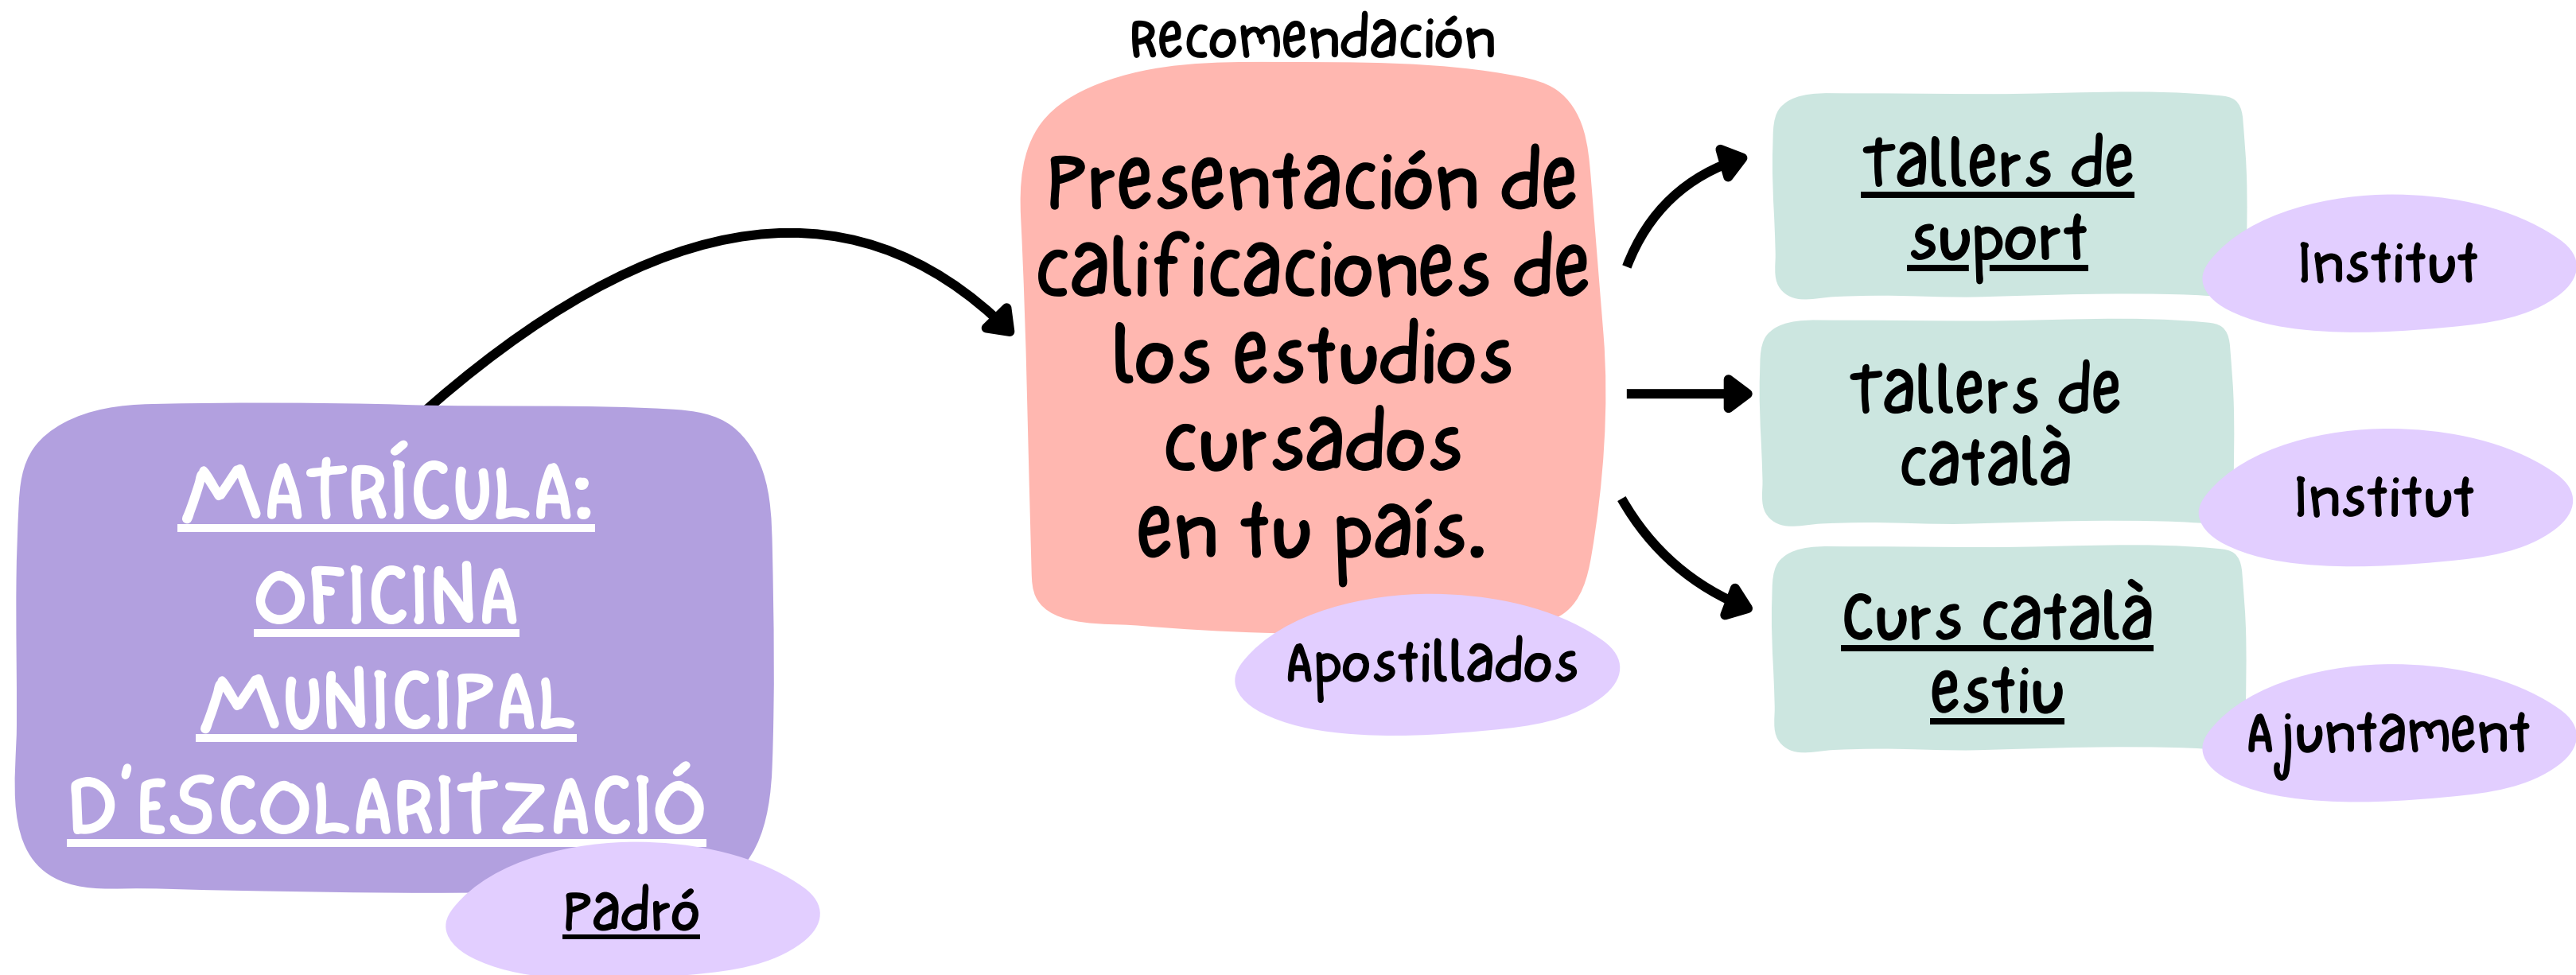 MATRÍCULA:
OFICINA
MUNICIPAL
D'ESCOLARITZACIÓ
Padró
Recomendación
Presentación de
calificaciones de
los estudios
cursados
en tu país.
Apostillados
tallers de
suport
Institut
tallers de
català
Institut
Curs català
estiu
Ajuntament